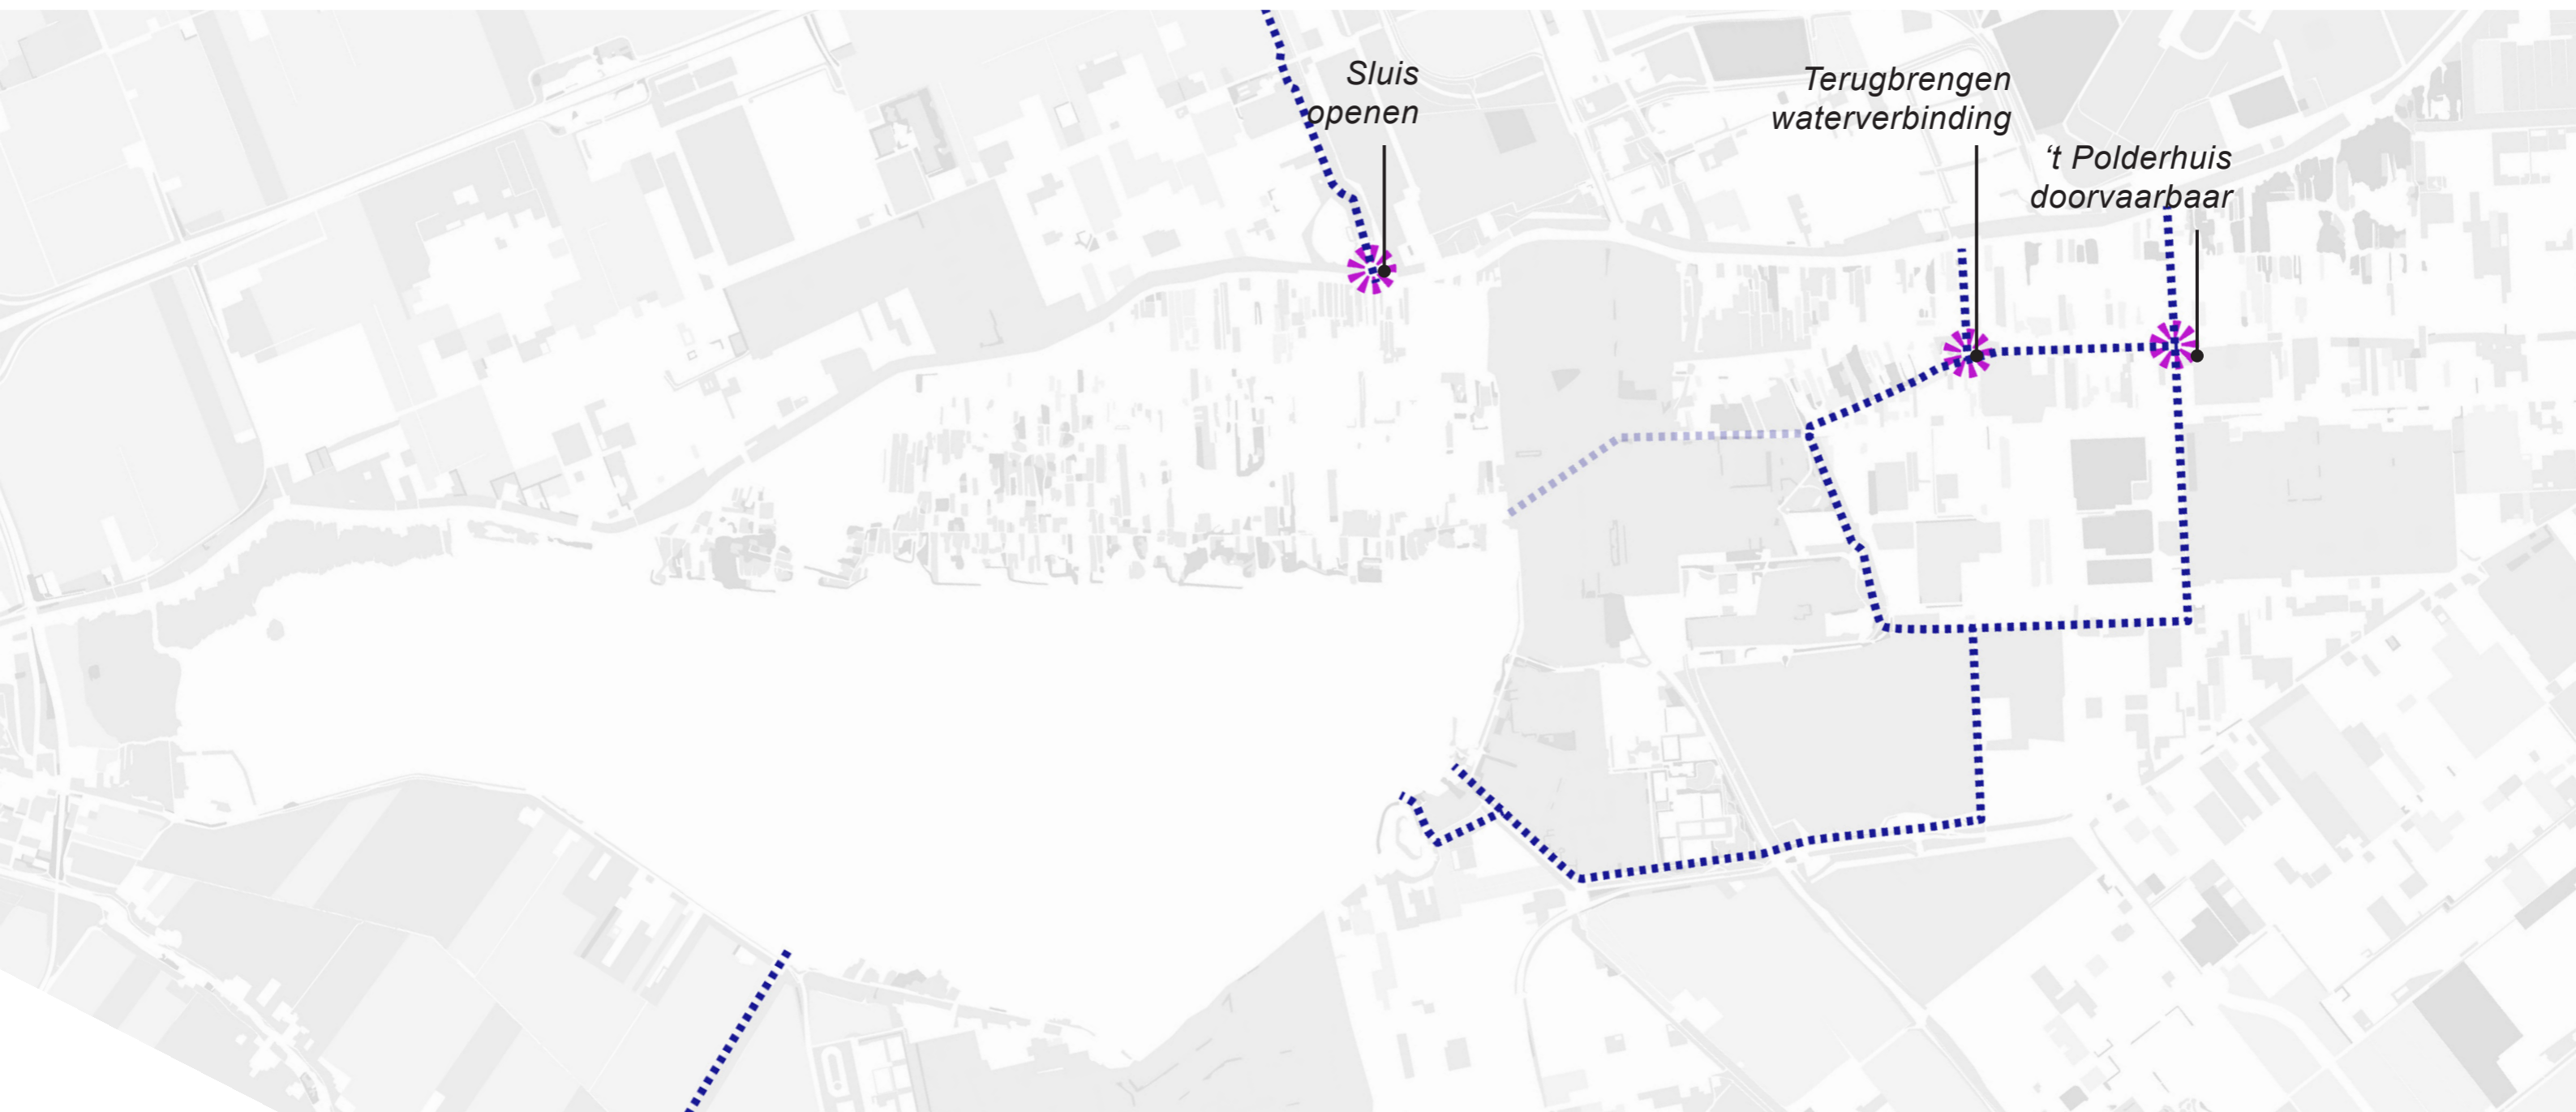 Sluis
openen
Terugbrengen
waterverbinding
‘t Polderhuis
doorvaarbaar